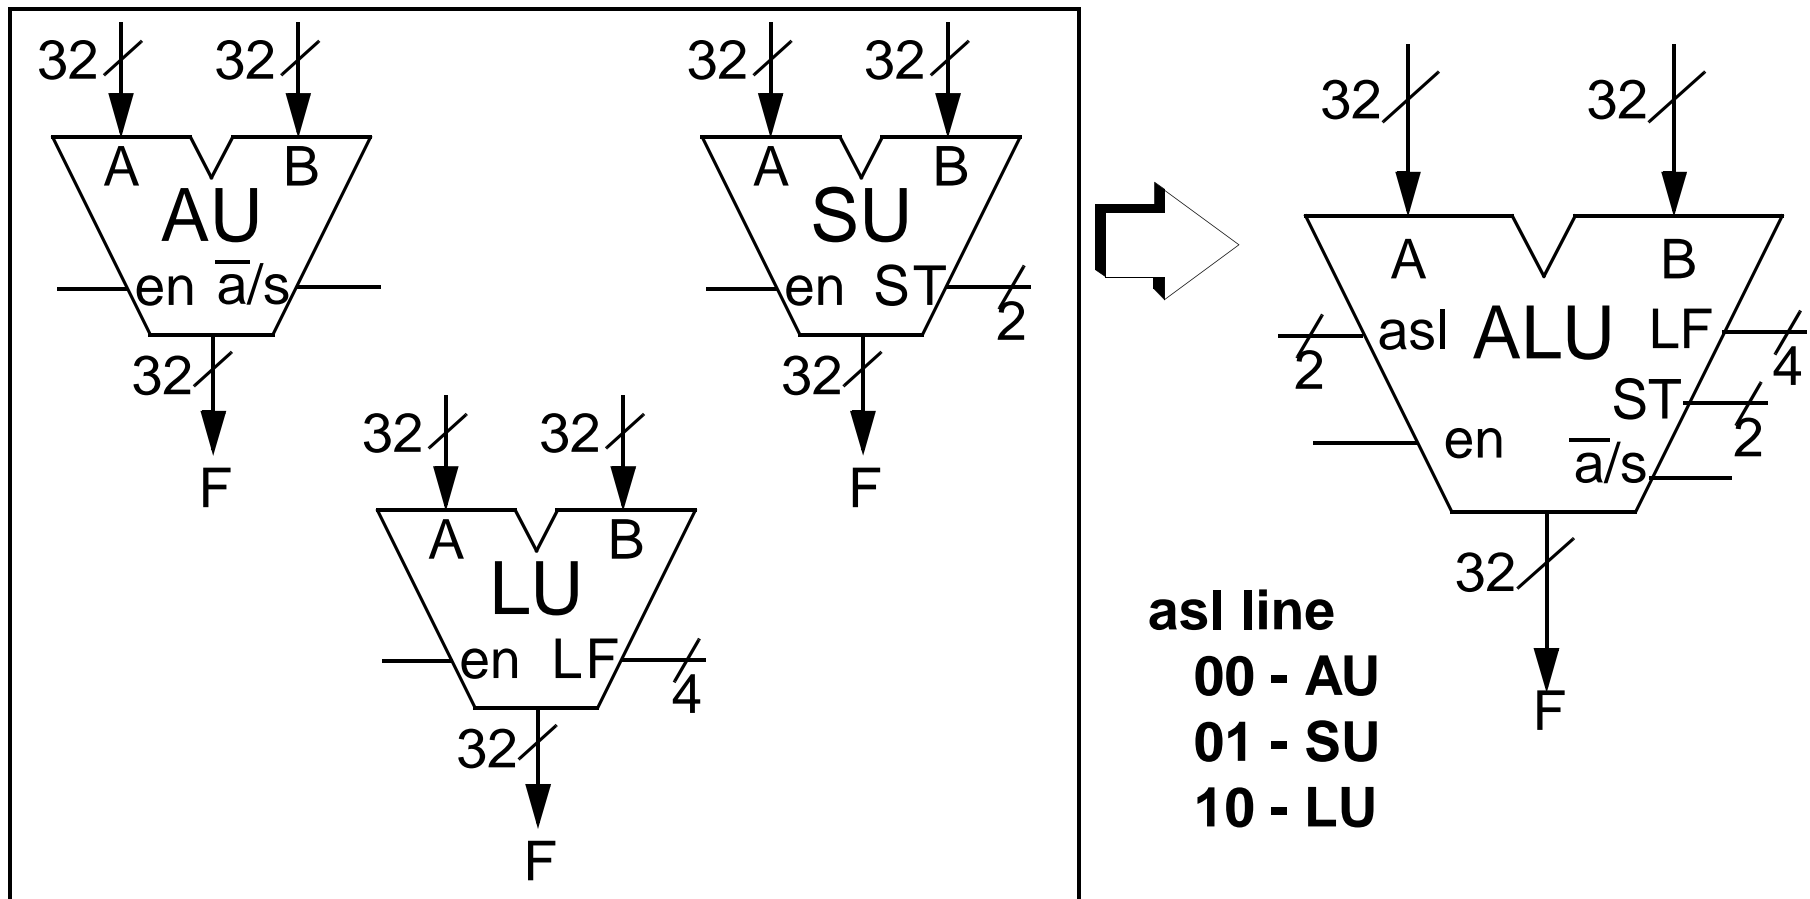 32 32
A B
AU
en a̅/s
32
F
32 32
A B
SU
en ST
2
32
F
32 32
A B
LU
en LF
4
32
F
32 32
A B
asl ALU LF
2 4
ST
2
en a̅/s
32
F
asl line
00 - AU
01 - SU
10 - LU